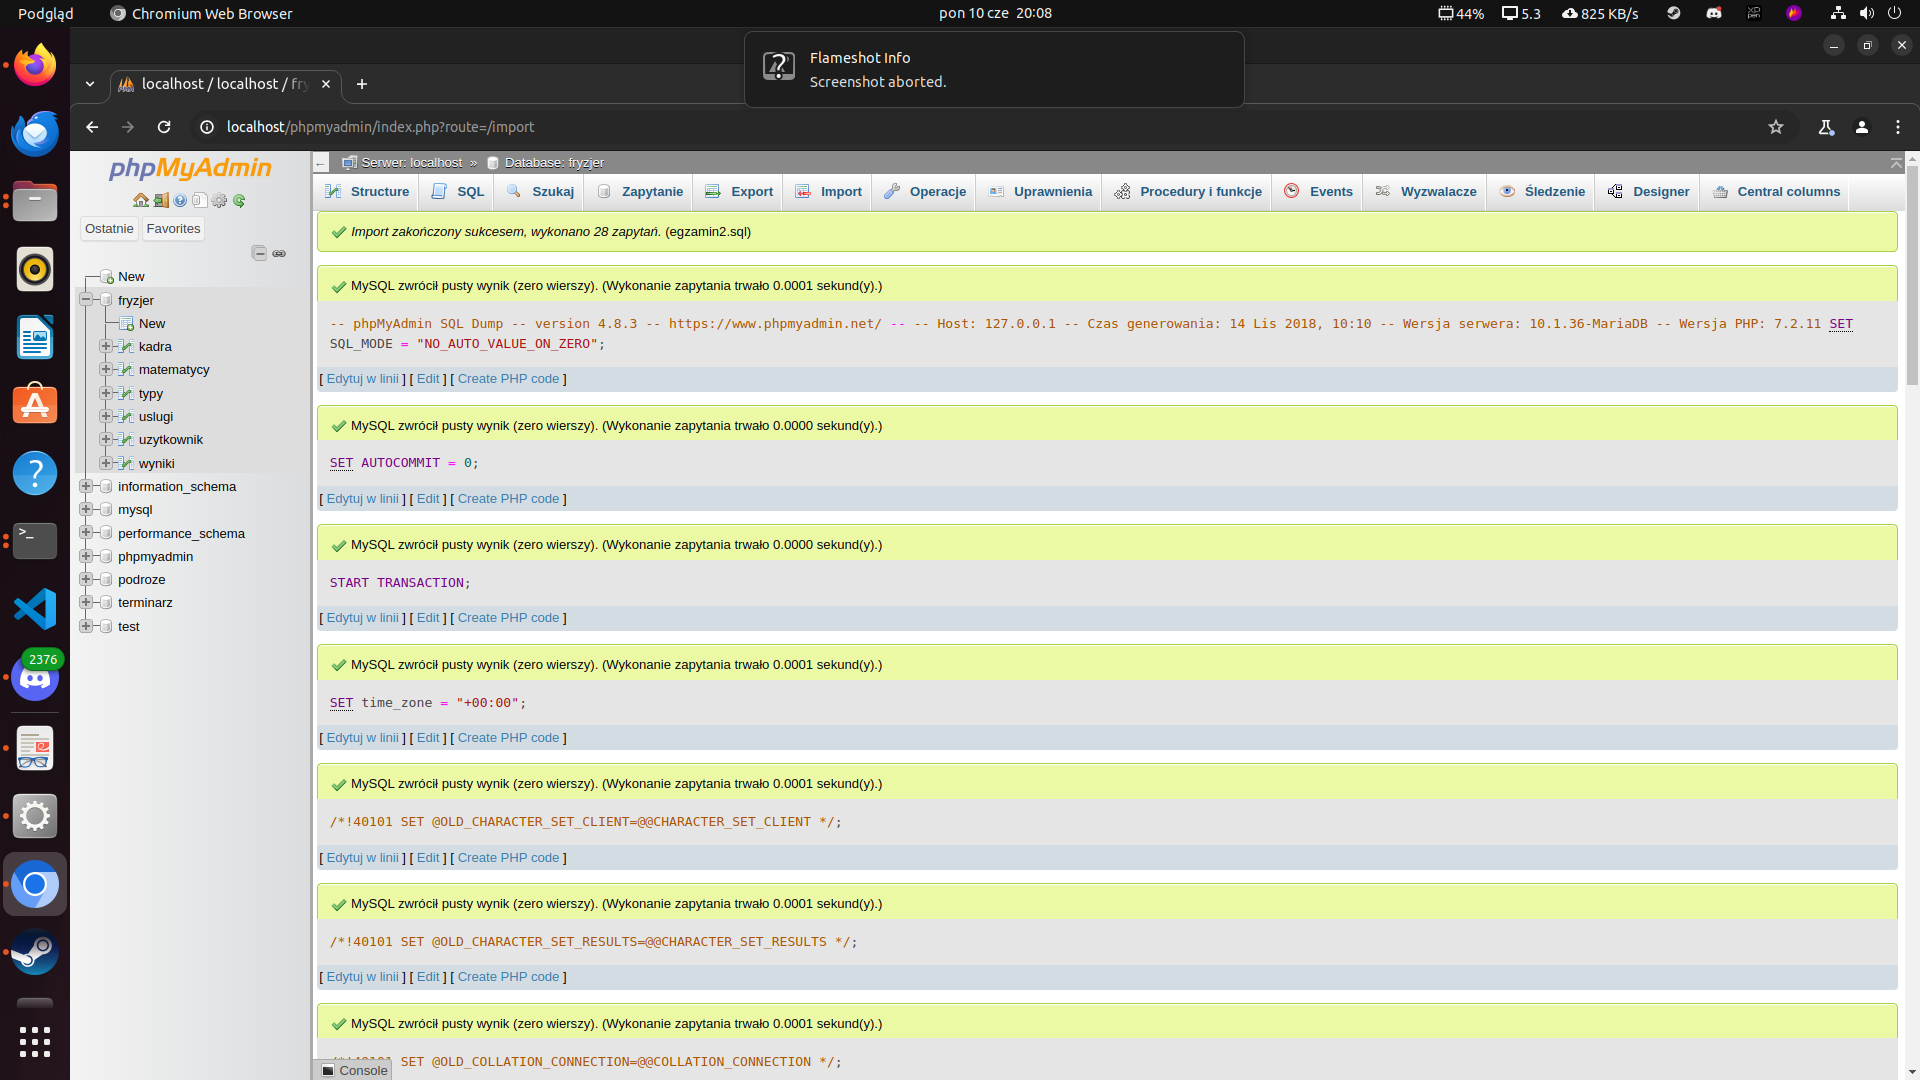 Podgląd
Chromium Web Browser
pon 10 cze 20:08
44%
5.3
825 KB/s
Flameshot Info
Screenshot aborted.
localhost / localhost / fry
localhost/phpmyadmin/index.php?route=/import
phpMyAdmin
Ostatnie
Favorites
New
fryzjer
New
kadra
matematycy
typy
uslugi
uzytkownik
wyniki
information_schema
mysql
performance_schema
phpmyadmin
podroze
terminarz
test
2376
Serwer: localhost » Database: fryzjer
Structure
SQL
Szukaj
Zapytanie
Export
Import
Operacje
Uprawnienia
Procedury i funkcje
Events
Wyzwalacze
Śledzenie
Designer
Central columns
Import zakończony sukcesem, wykonano 28 zapytań. (egzamin2.sql)
MySQL zwrócił pusty wynik (zero wierszy). (Wykonanie zapytania trwało 0.0001 sekund(y).)
-- phpMyAdmin SQL Dump -- version 4.8.3 -- https://www.phpmyadmin.net/ -- -- Host: 127.0.0.1 -- Czas generowania: 14 Lis 2018, 10:10 -- Wersja serwera: 10.1.36-MariaDB -- Wersja PHP: 7.2.11 SET
SQL_MODE = "NO_AUTO_VALUE_ON_ZERO";
[ Edytuj w linii ] [ Edit ] [ Create PHP code ]
MySQL zwrócił pusty wynik (zero wierszy). (Wykonanie zapytania trwało 0.0000 sekund(y).)
SET AUTOCOMMIT = 0;
[ Edytuj w linii ] [ Edit ] [ Create PHP code ]
MySQL zwrócił pusty wynik (zero wierszy). (Wykonanie zapytania trwało 0.0000 sekund(y).)
START TRANSACTION;
[ Edytuj w linii ] [ Edit ] [ Create PHP code ]
MySQL zwrócił pusty wynik (zero wierszy). (Wykonanie zapytania trwało 0.0001 sekund(y).)
SET time_zone = "+00:00";
[ Edytuj w linii ] [ Edit ] [ Create PHP code ]
MySQL zwrócił pusty wynik (zero wierszy). (Wykonanie zapytania trwało 0.0001 sekund(y).)
/*!40101 SET @OLD_CHARACTER_SET_CLIENT=@@CHARACTER_SET_CLIENT */;
[ Edytuj w linii ] [ Edit ] [ Create PHP code ]
MySQL zwrócił pusty wynik (zero wierszy). (Wykonanie zapytania trwało 0.0001 sekund(y).)
/*!40101 SET @OLD_CHARACTER_SET_RESULTS=@@CHARACTER_SET_RESULTS */;
[ Edytuj w linii ] [ Edit ] [ Create PHP code ]
MySQL zwrócił pusty wynik (zero wierszy). (Wykonanie zapytania trwało 0.0001 sekund(y).)
/*!40101 SET @OLD_COLLATION_CONNECTION=@@COLLATION_CONNECTION */;
Console